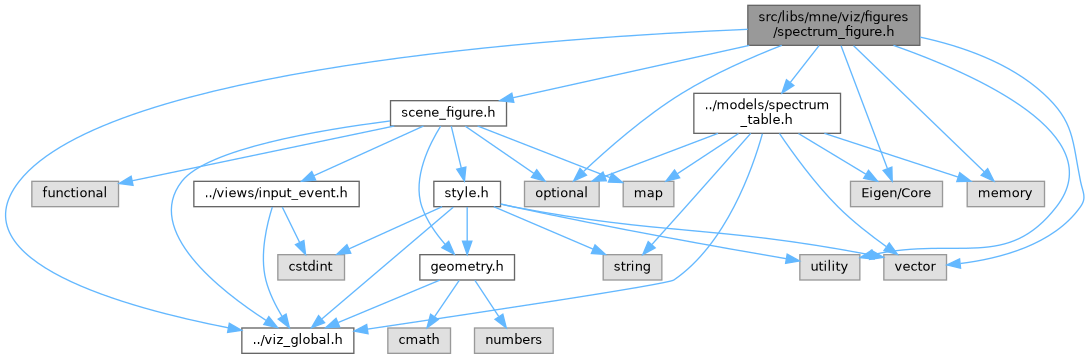 src/libs/mne/viz/figures
/spectrum_figure.h
scene_figure.h
../models/spectrum
_table.h
functional
../views/input_event.h
style.h
optional
map
Eigen/Core
memory
cstdint
geometry.h
string
utility
vector
../viz_global.h
cmath
numbers